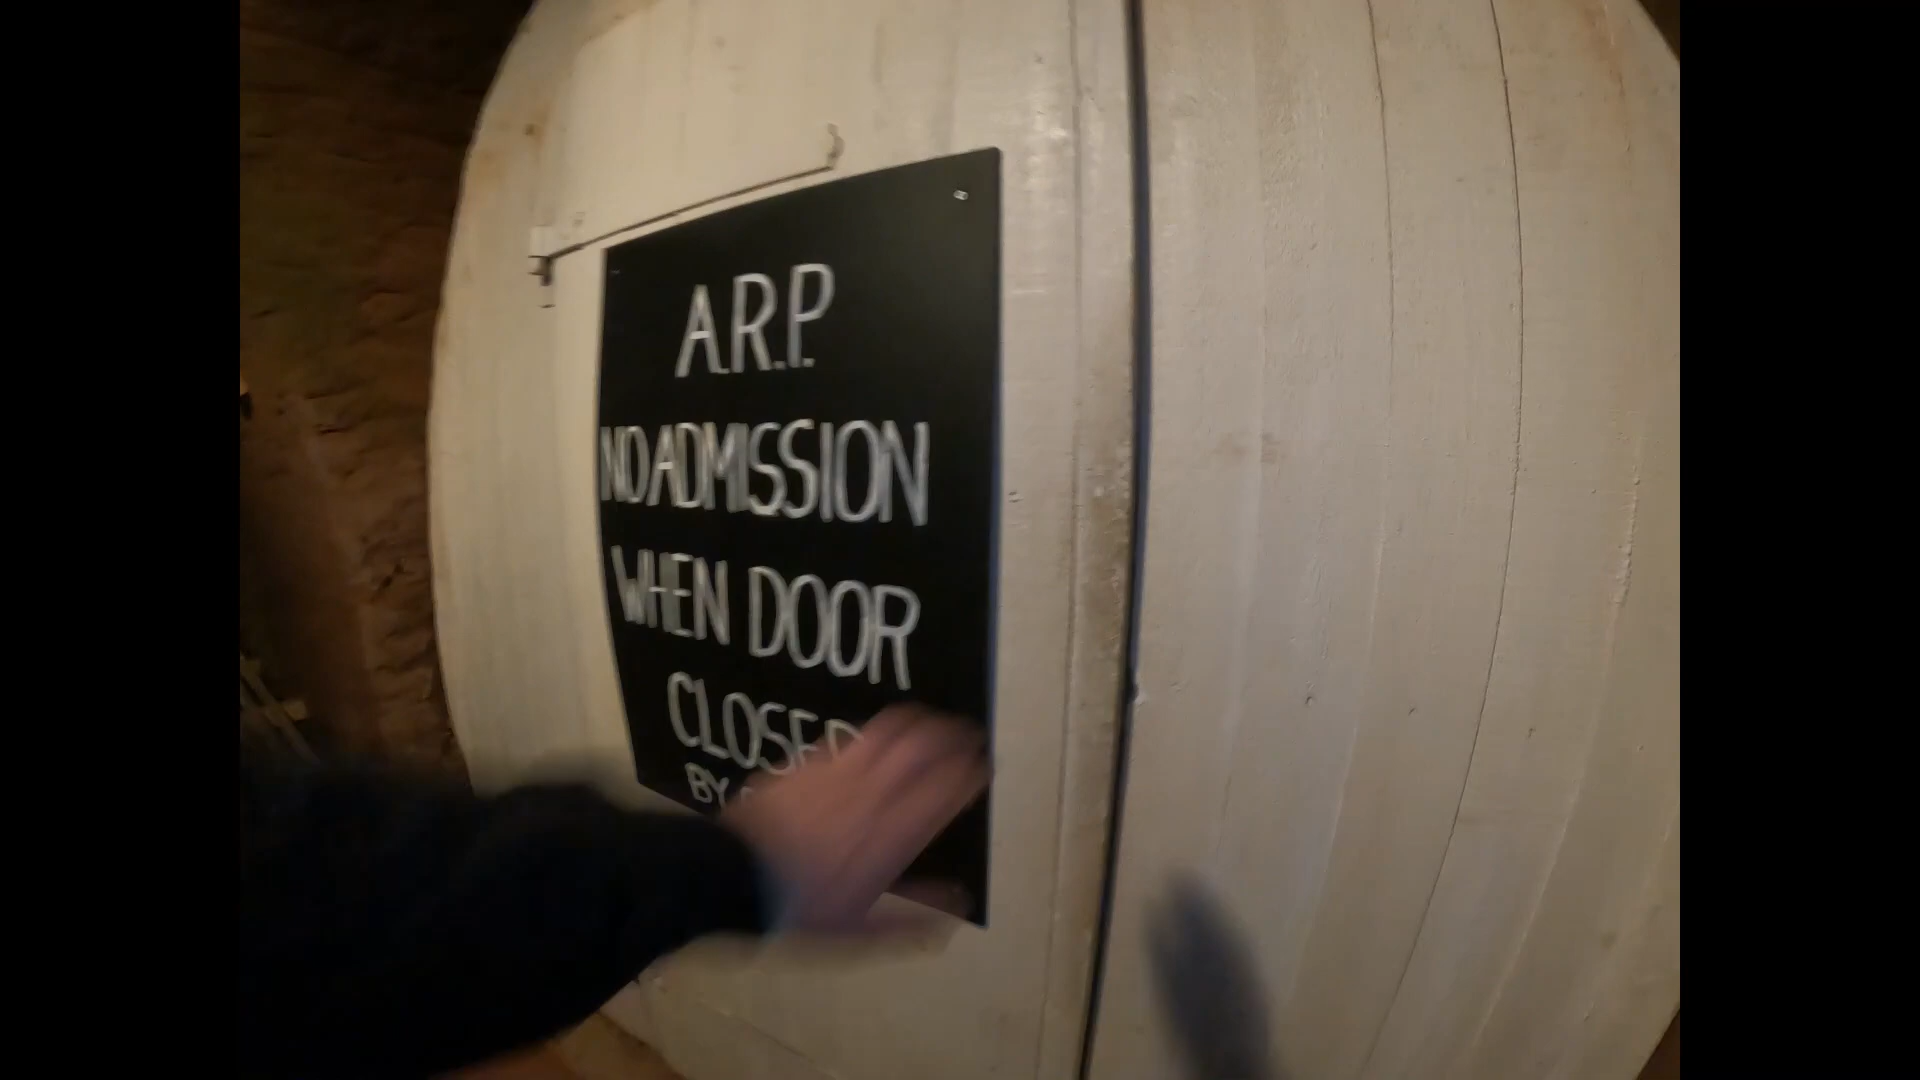 A.R.P.
NO ADMISSION
WHEN DOOR
CLOSED
BY